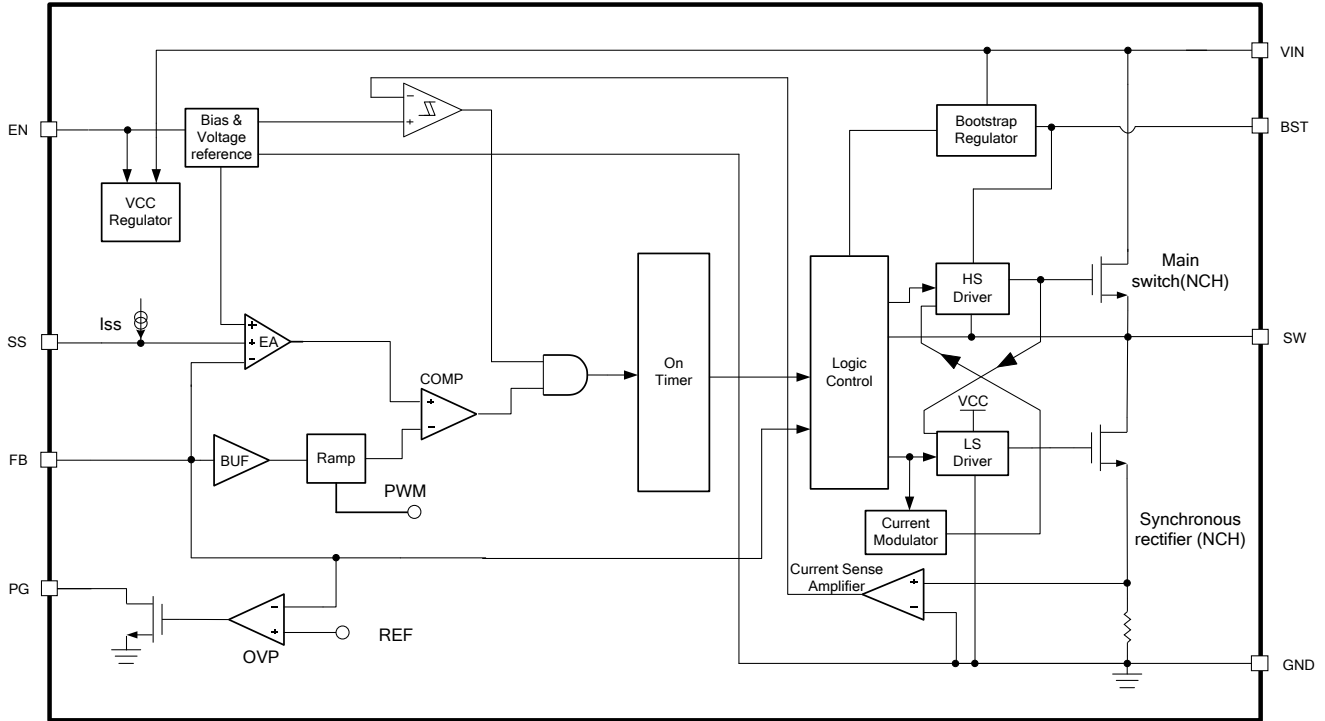 VIN
EN
Bias &
Voltage
reference
−
+
Bootstrap
Regulator
BST
VCC
Regulator
Main
switch(NCH)
HS
Driver
Iss
SS
+
+
−
EA
On
Timer
Logic
Control
SW
COMP
+
−
VCC
LS
Driver
FB
BUF
Ramp
PWM
Current
Modulator
Synchronous
rectifier (NCH)
Current Sense
Amplifier
+
−
PG
−
+
REF
OVP
GND